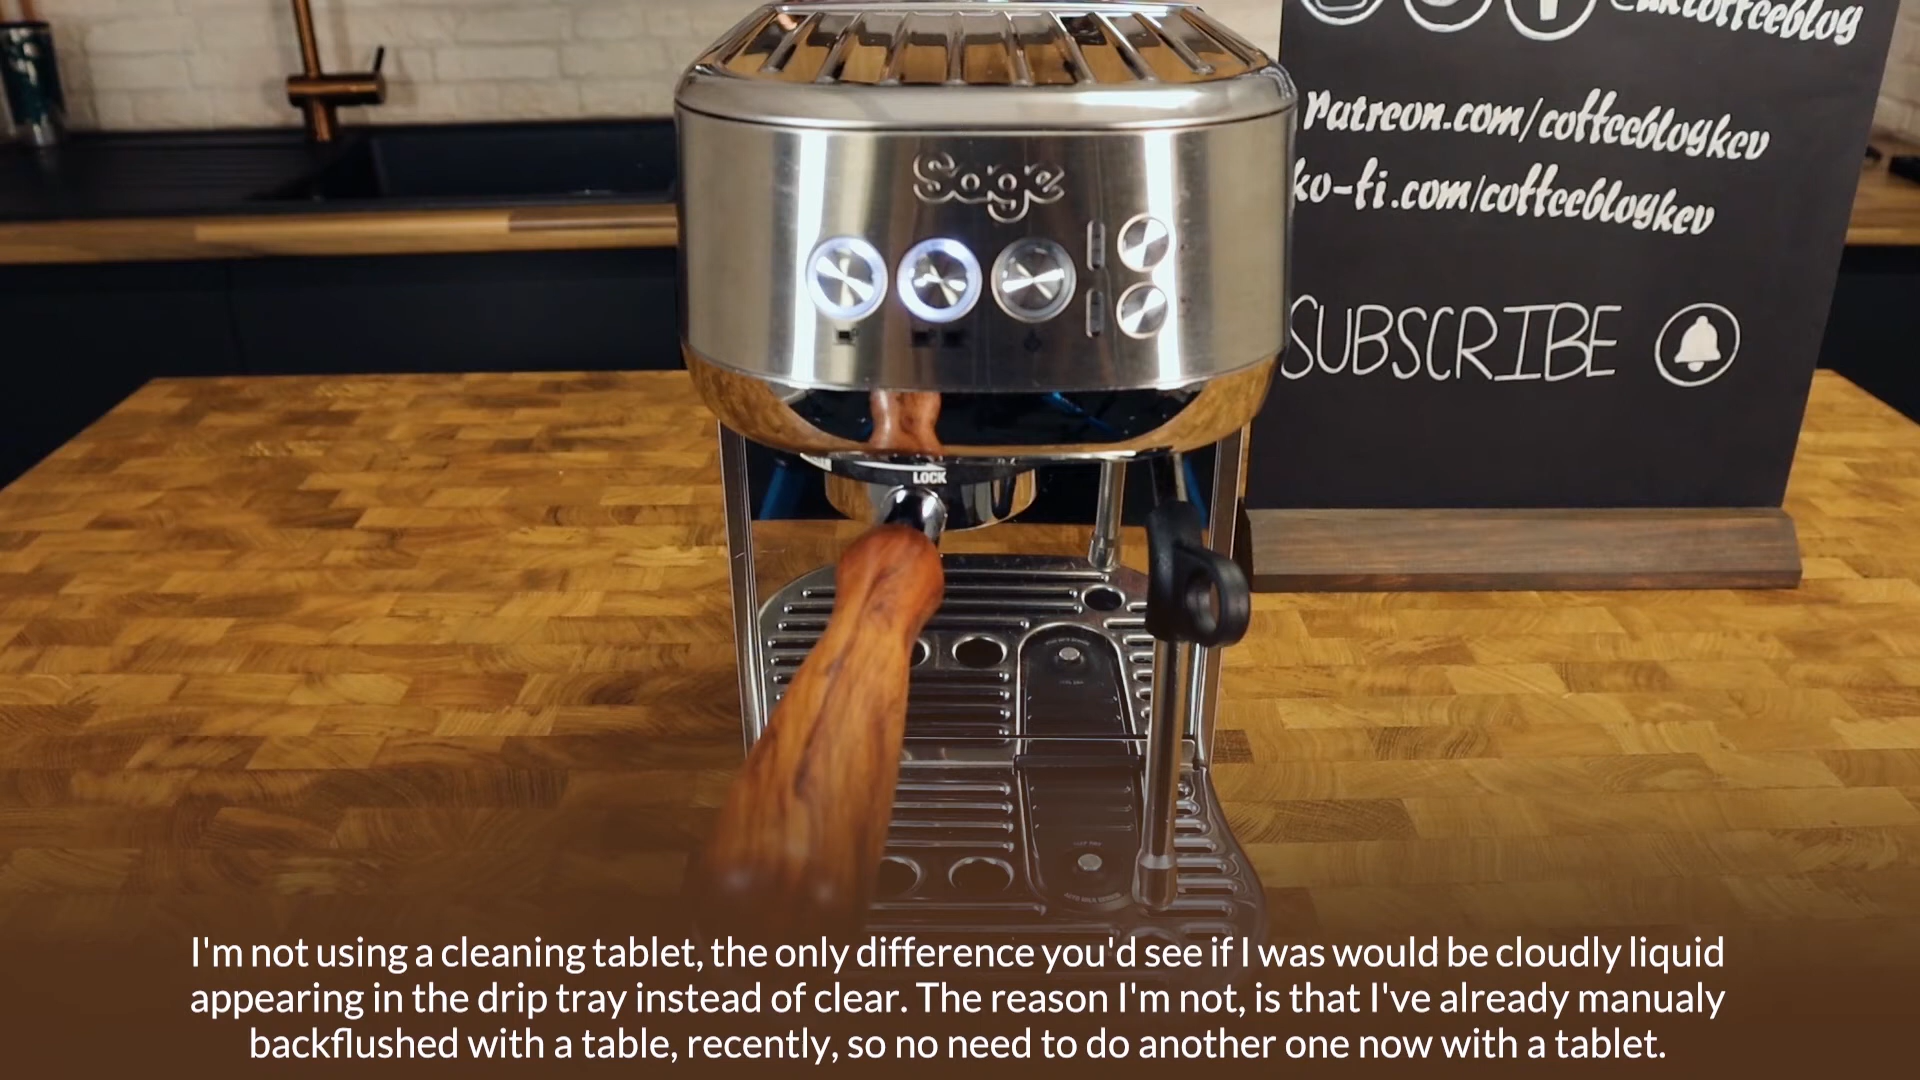 @ukcoffeeblog
Patreon.com/coffeeblogkev
ko-fi.com/coffeeblogkev
SUBSCRIBE
Sage
LOCK
I'm not using a cleaning tablet, the only difference you'd see if I was would be cloudly liquid
appearing in the drip tray instead of clear. The reason I'm not, is that I've already manualy
backflushed with a table, recently, so no need to do another one now with a tablet.